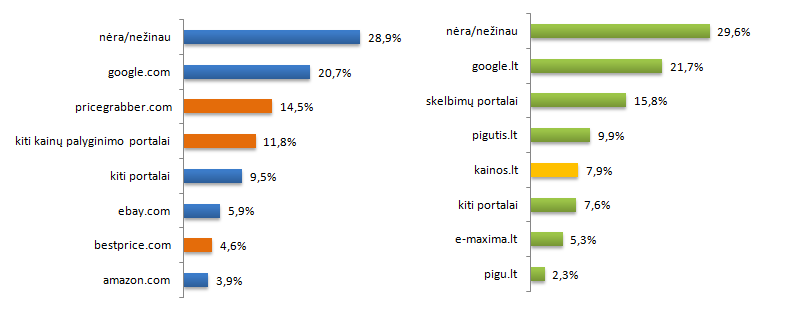 nėra/nežinau 28,9%
google.com 20,7%
pricegrabber.com 14,5%
kiti kainų palyginimo portalai 11,8%
kiti portalai 9,5%
ebay.com 5,9%
bestprice.com 4,6%
amazon.com 3,9%
nėra/nežinau 29,6%
google.lt 21,7%
skelbimų portalai 15,8%
pigutis.lt 9,9%
kainos.lt 7,9%
kiti portalai 7,6%
e-maxima.lt 5,3%
pigu.lt 2,3%